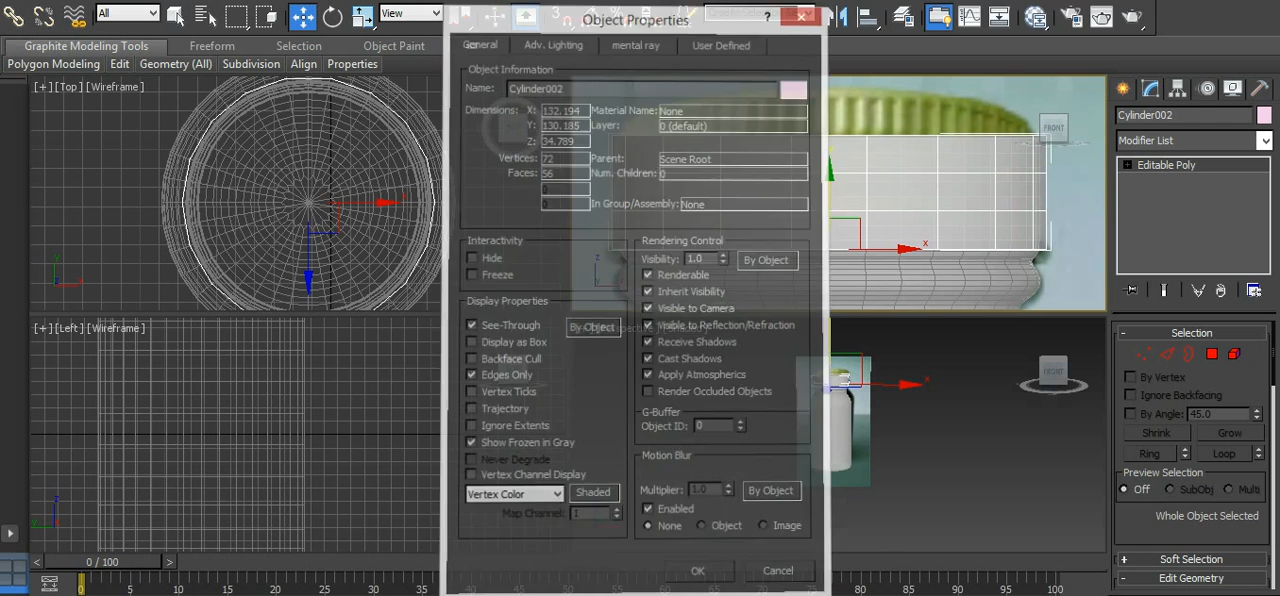 All
View
Object Properties
?
Graphite Modeling Tools
Freeform
Selection
Object Paint
Polygon Modeling
Edit
Geometry (All)
Subdivision
Align
Properties
[+] [Top] [Wireframe]
[+] [Left] [Wireframe]
General
Adv. Lighting
mental ray
User Defined
Object Information
Name: Cylinder002
Dimensions: X: 132.194
Material Name: None
Y: 130.185
Layer: 0 (default)
Z: 34.789
Vertices: 72
Parent: Scene Root
Faces: 56
Num. Children: 0
0
0
In Group/Assembly: None
Interactivity
Hide
Freeze
Display Properties
See-Through
By Object
Display as Box
Backface Cull
Edges Only
Vertex Ticks
Trajectory
Ignore Extents
Show Frozen in Gray
Never Degrade
Vertex Channel Display
Vertex Color
Shaded
Map Channel: 1
Rendering Control
Visibility: 1.0
By Object
Renderable
Inherit Visibility
Visible to Camera
Visible to Reflection/Refraction
Receive Shadows
Cast Shadows
Apply Atmospherics
Render Occluded Objects
G-Buffer
Object ID: 0
Motion Blur
Multiplier: 1.0
By Object
Enabled
None
Object
Image
OK
Cancel
FRONT
x
FRONT
x
Cylinder002
Modifier List
Editable Poly
- Selection
By Vertex
Ignore Backfacing
By Angle: 45.0
Shrink
Grow
Ring
Loop
Preview Selection
Off
SubObj
Multi
Whole Object Selected
+ Soft Selection
- Edit Geometry
< 0 / 100 >
0
5
10
15
20
25
30
35
80
85
90
95
100